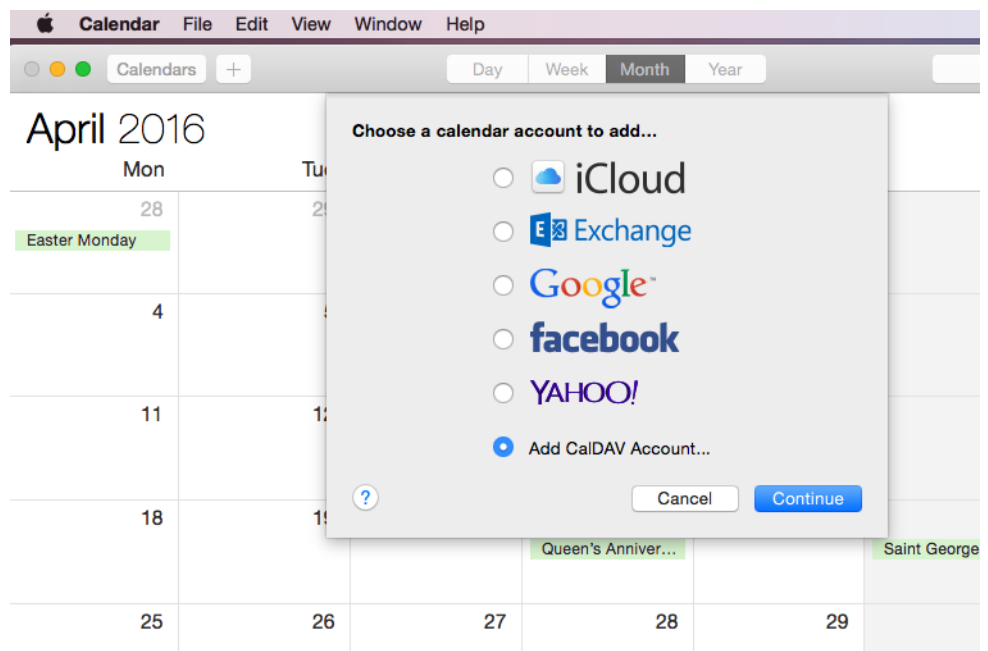 Calendar File Edit View Window Help
Calendars + Day Week Month Year
April 2016
Choose a calendar account to add...
Mon
iCloud
28
Easter Monday
Exchange
Google™
4
facebook
YAHOO!
11
Add CalDAV Account...
?
Cancel Continue
18
Queen's Anniver... Saint George
25 26 27 28 29